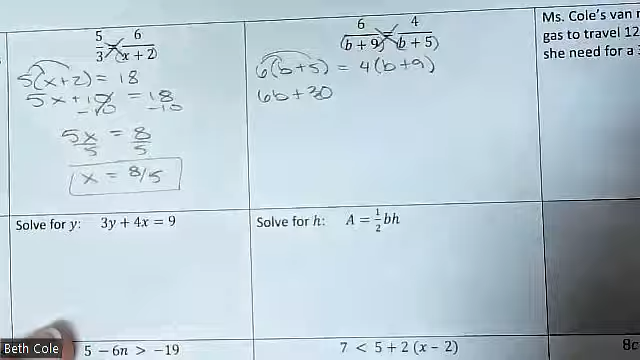 5/3 = 6/(x + 2)
5(x+2) = 18
5x+10 = 18
-10 -10
5x/5 = 8/5
x = 8/5
6/(b + 9) = 4/(b + 5)
6(b+5) = 4(b+9)
6b+30
Ms. Cole's van
gas to travel 12
she need for a
Solve for y: 3y + 4x = 9
Solve for h: A = 1/2 bh
5 − 6n > −19
7 < 5 + 2 (x − 2)
8c
Beth Cole